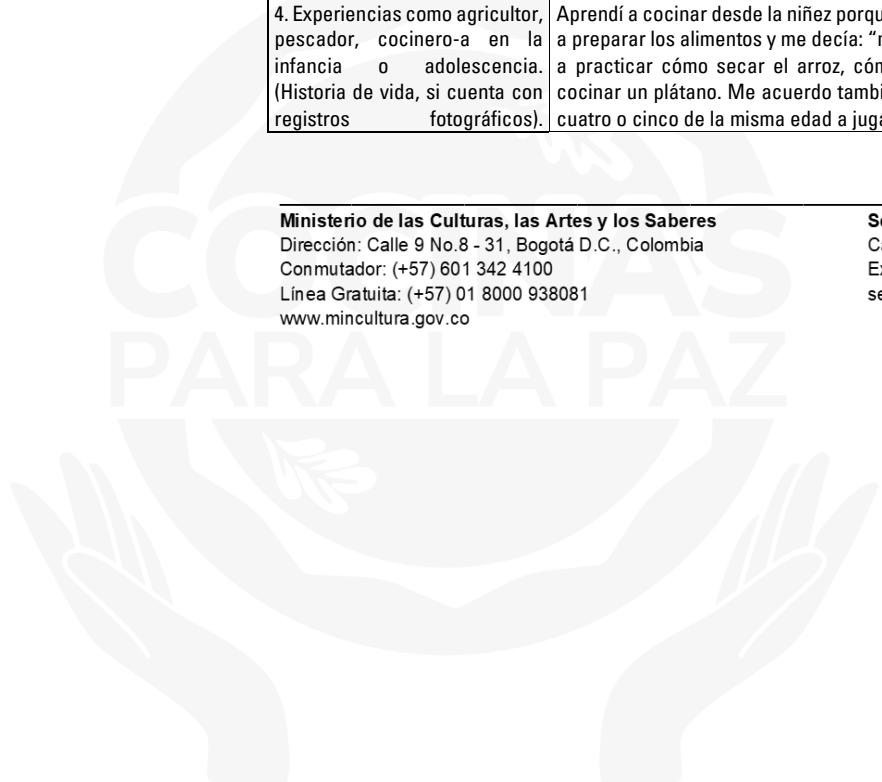 4. Experiencias como agricultor,
pescador, cocinero-a en la
infancia o adolescencia.
(Historia de vida, si cuenta con
registros fotográficos).
Aprendí a cocinar desde la niñez
a preparar los alimentos y me decía:
a practicar cómo secar el arroz,
cocinar un plátano. Me acuerdo
cuatro o cinco de la misma edad a
Ministerio de las Culturas, las Artes y los Saberes
Dirección: Calle 9 No.8 - 31, Bogotá D.C., Colombia
Conmutador: (+57) 601 342 4100
Línea Gratuita: (+57) 01 8000 938081
www.mincultura.gov.co
COCINAS
PARA LA PAZ